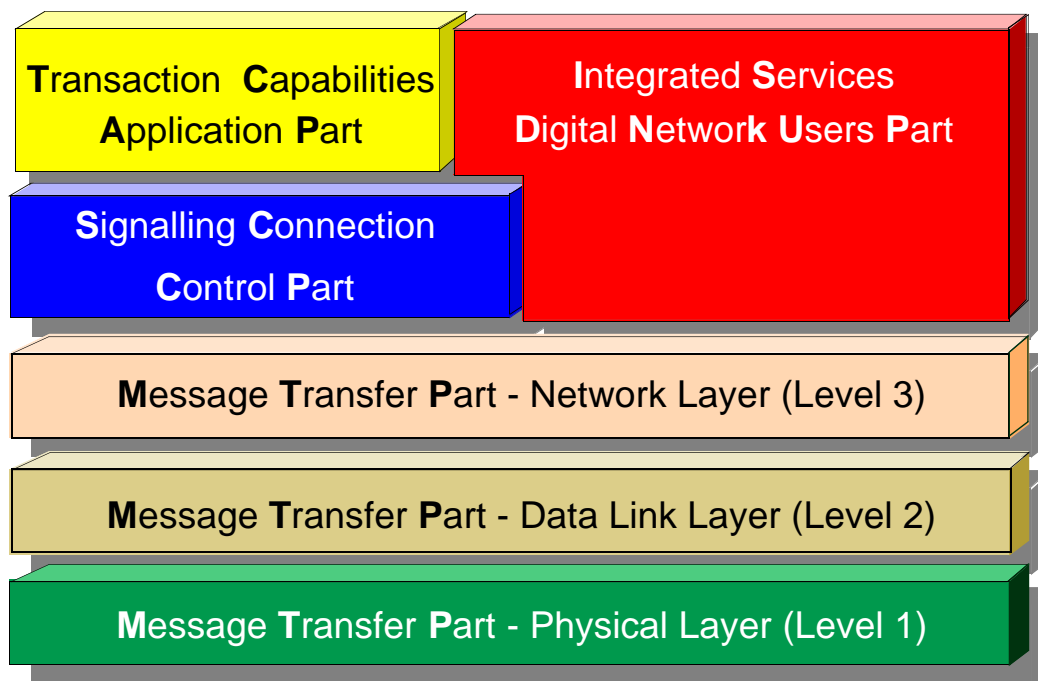 Transaction Capabilities
Application Part
Integrated Services
Digital Network Users Part
Signalling Connection
Control Part
Message Transfer Part - Network Layer (Level 3)
Message Transfer Part - Data Link Layer (Level 2)
Message Transfer Part - Physical Layer (Level 1)